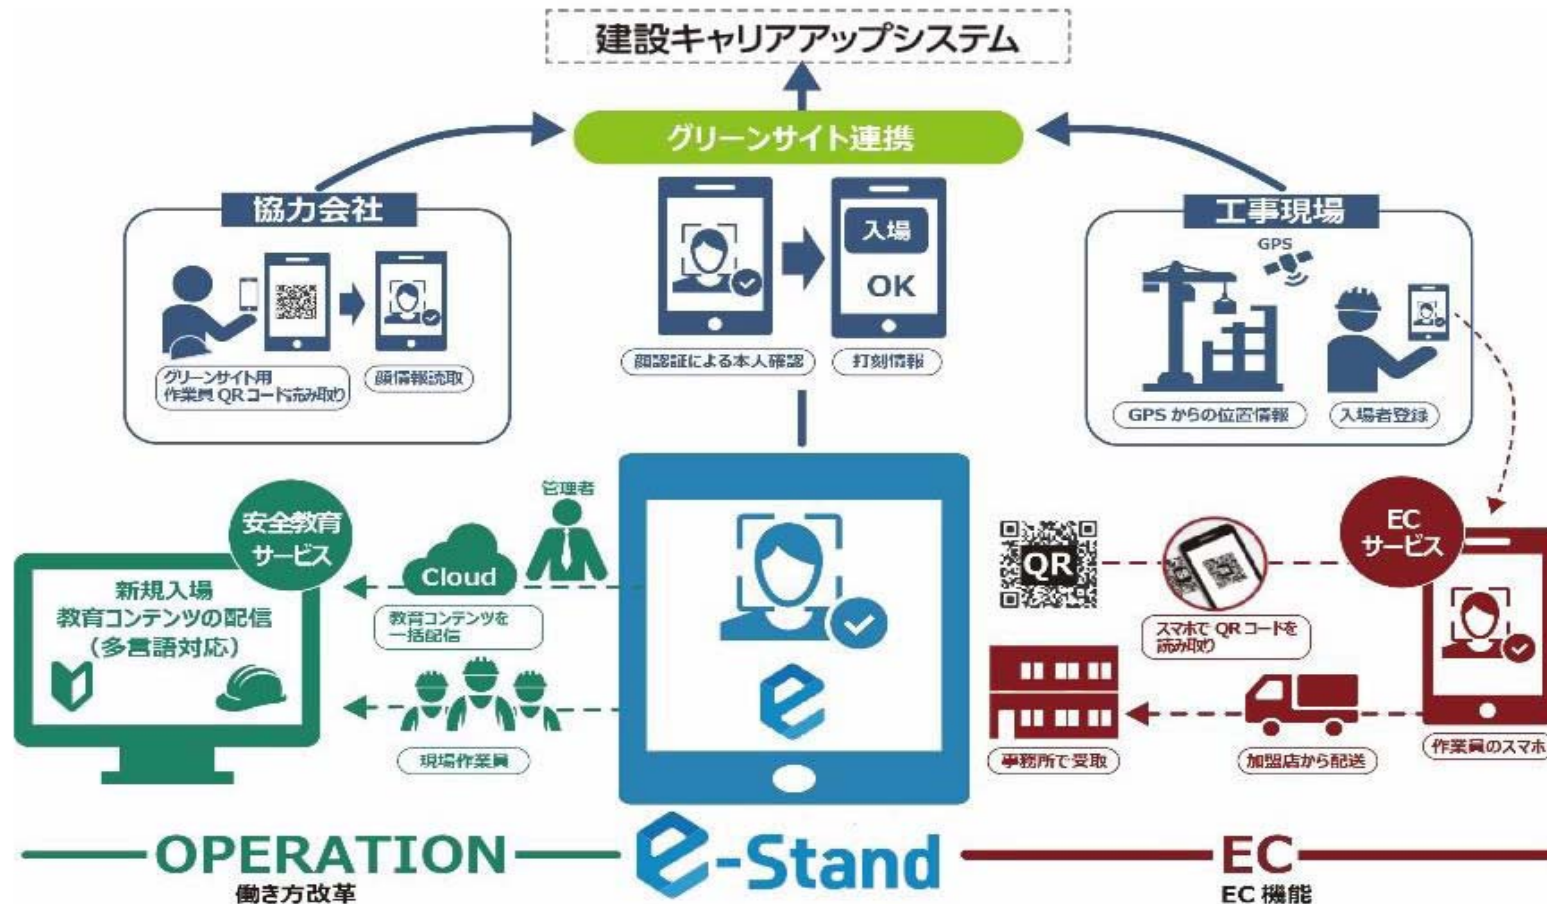 建設キャリアアップシステム
グリーンサイト連携
協力会社
グリーンサイト用
作業員 QR コード読み取り
顔情報読取
入場
OK
顔認証による本人確認
打刻情報
工事現場
GPS
GPS からの位置情報
入場者登録
安全教育
サービス
新規入場
教育コンテンツの配信
(多言語対応)
管理者
Cloud
教育コンテンツを
一括配信
現場作業員
e
QR
スマホで QR コードを
読み取り
EC
サービス
事務所で受取
加盟店から配送
作業員のスマホ
OPERATION
働き方改革
e-Stand
EC
EC 機能